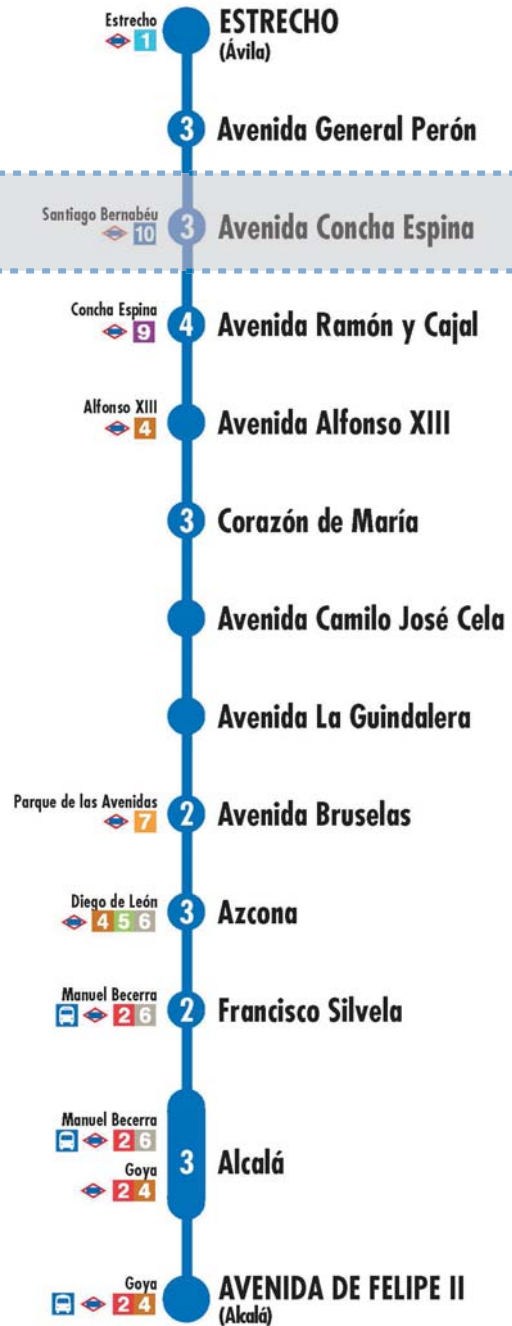 Estrecho
1
ESTRECHO
(Ávila)
3 Avenida General Perón
Santiago Bernabéu
10
3 Avenida Concha Espina
Concha Espina
9
4 Avenida Ramón y Cajal
Alfonso XIII
4
Avenida Alfonso XIII
3 Corazón de María
Avenida Camilo José Cela
Avenida La Guindalera
Parque de las Avenidas
7
2 Avenida Bruselas
Diego de León
4 5 6
3 Azcona
Manuel Becerra
2 6
2 Francisco Silvela
Manuel Becerra
2 6
Goya
2 4
3 Alcalá
Goya
2 4
AVENIDA DE FELIPE II
(Alcalá)